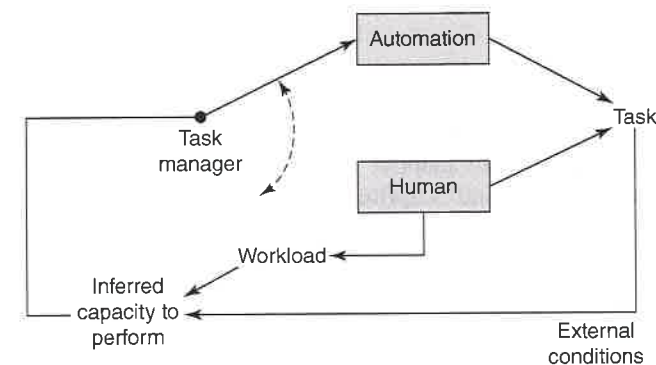 Automation
Task
Task
manager
Human
Workload
Inferred
capacity to
perform
External
conditions